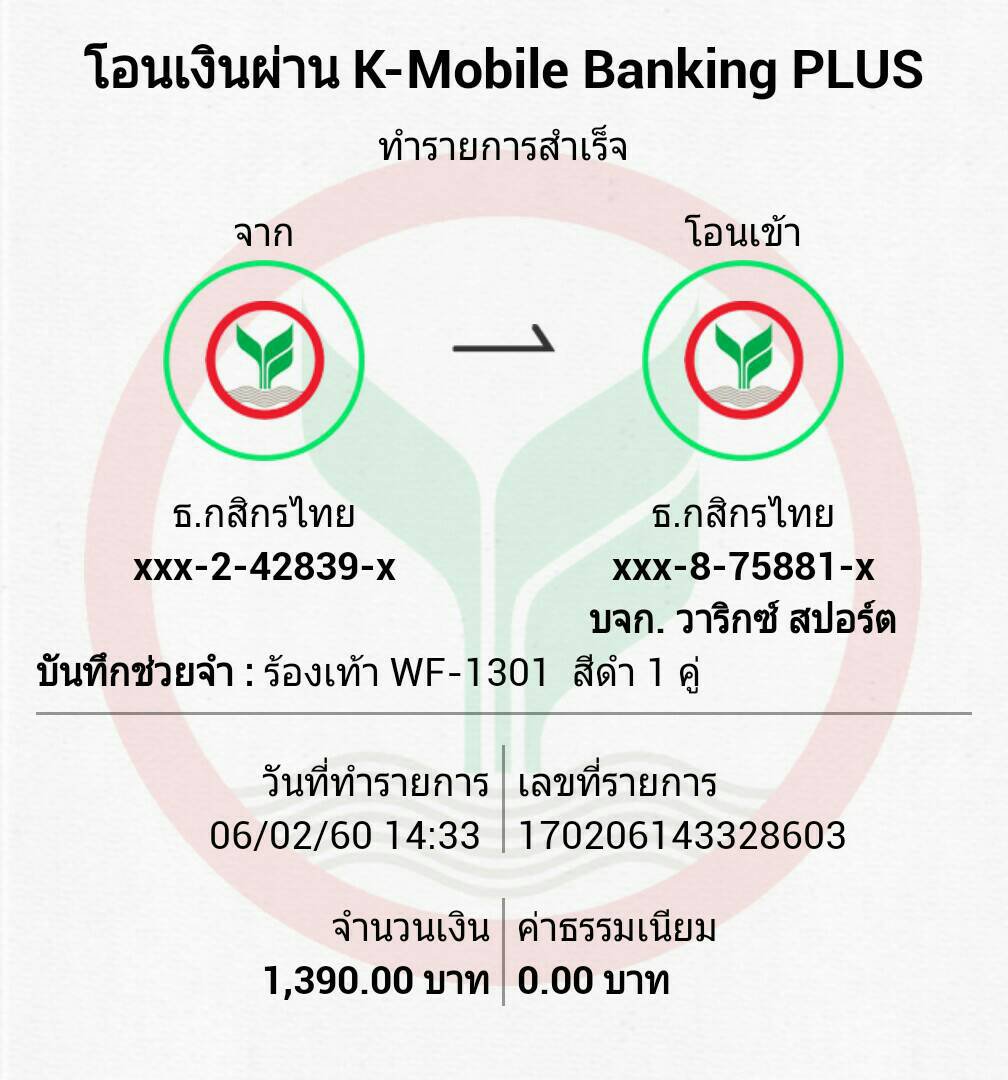 โอนเงินผ่าน K-Mobile Banking PLUS
ทำรายการสำเร็จ
จาก
โอนเข้า
ธ.กสิกรไทย
xxx-2-42839-x
ธ.กสิกรไทย
xxx-8-75881-x
บจก. วาริกซ์ สปอร์ต
บันทึกช่วยจำ : ร้องเท้า WF-1301 สีดำ 1 คู่
วันที่ทำรายการ
06/02/60 14:33
เลขที่รายการ
170206143328603
จำนวนเงิน
1,390.00 บาท
ค่าธรรมเนียม
0.00 บาท